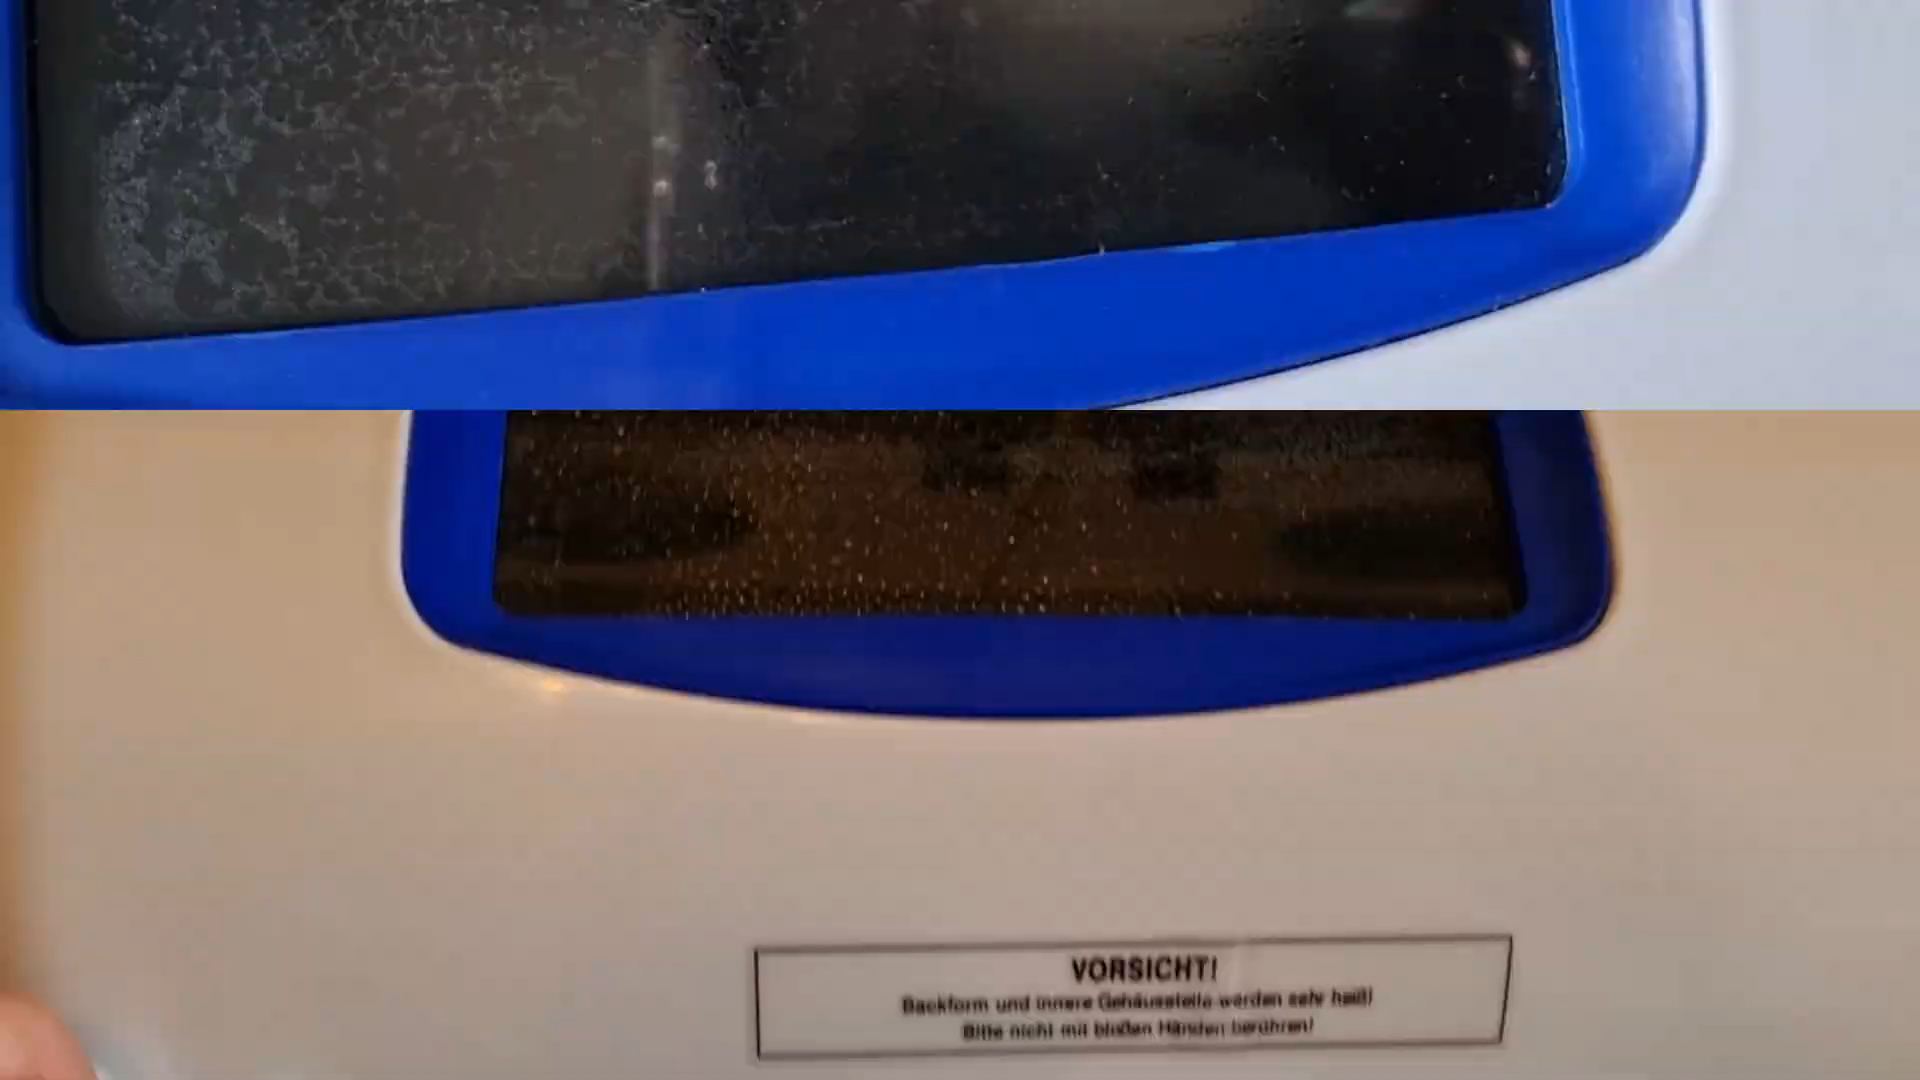 VORSICHT!
Backform und innere Gehäuseteile werden sehr heiß!
Bitte nicht mit bloßen Händen berühren!